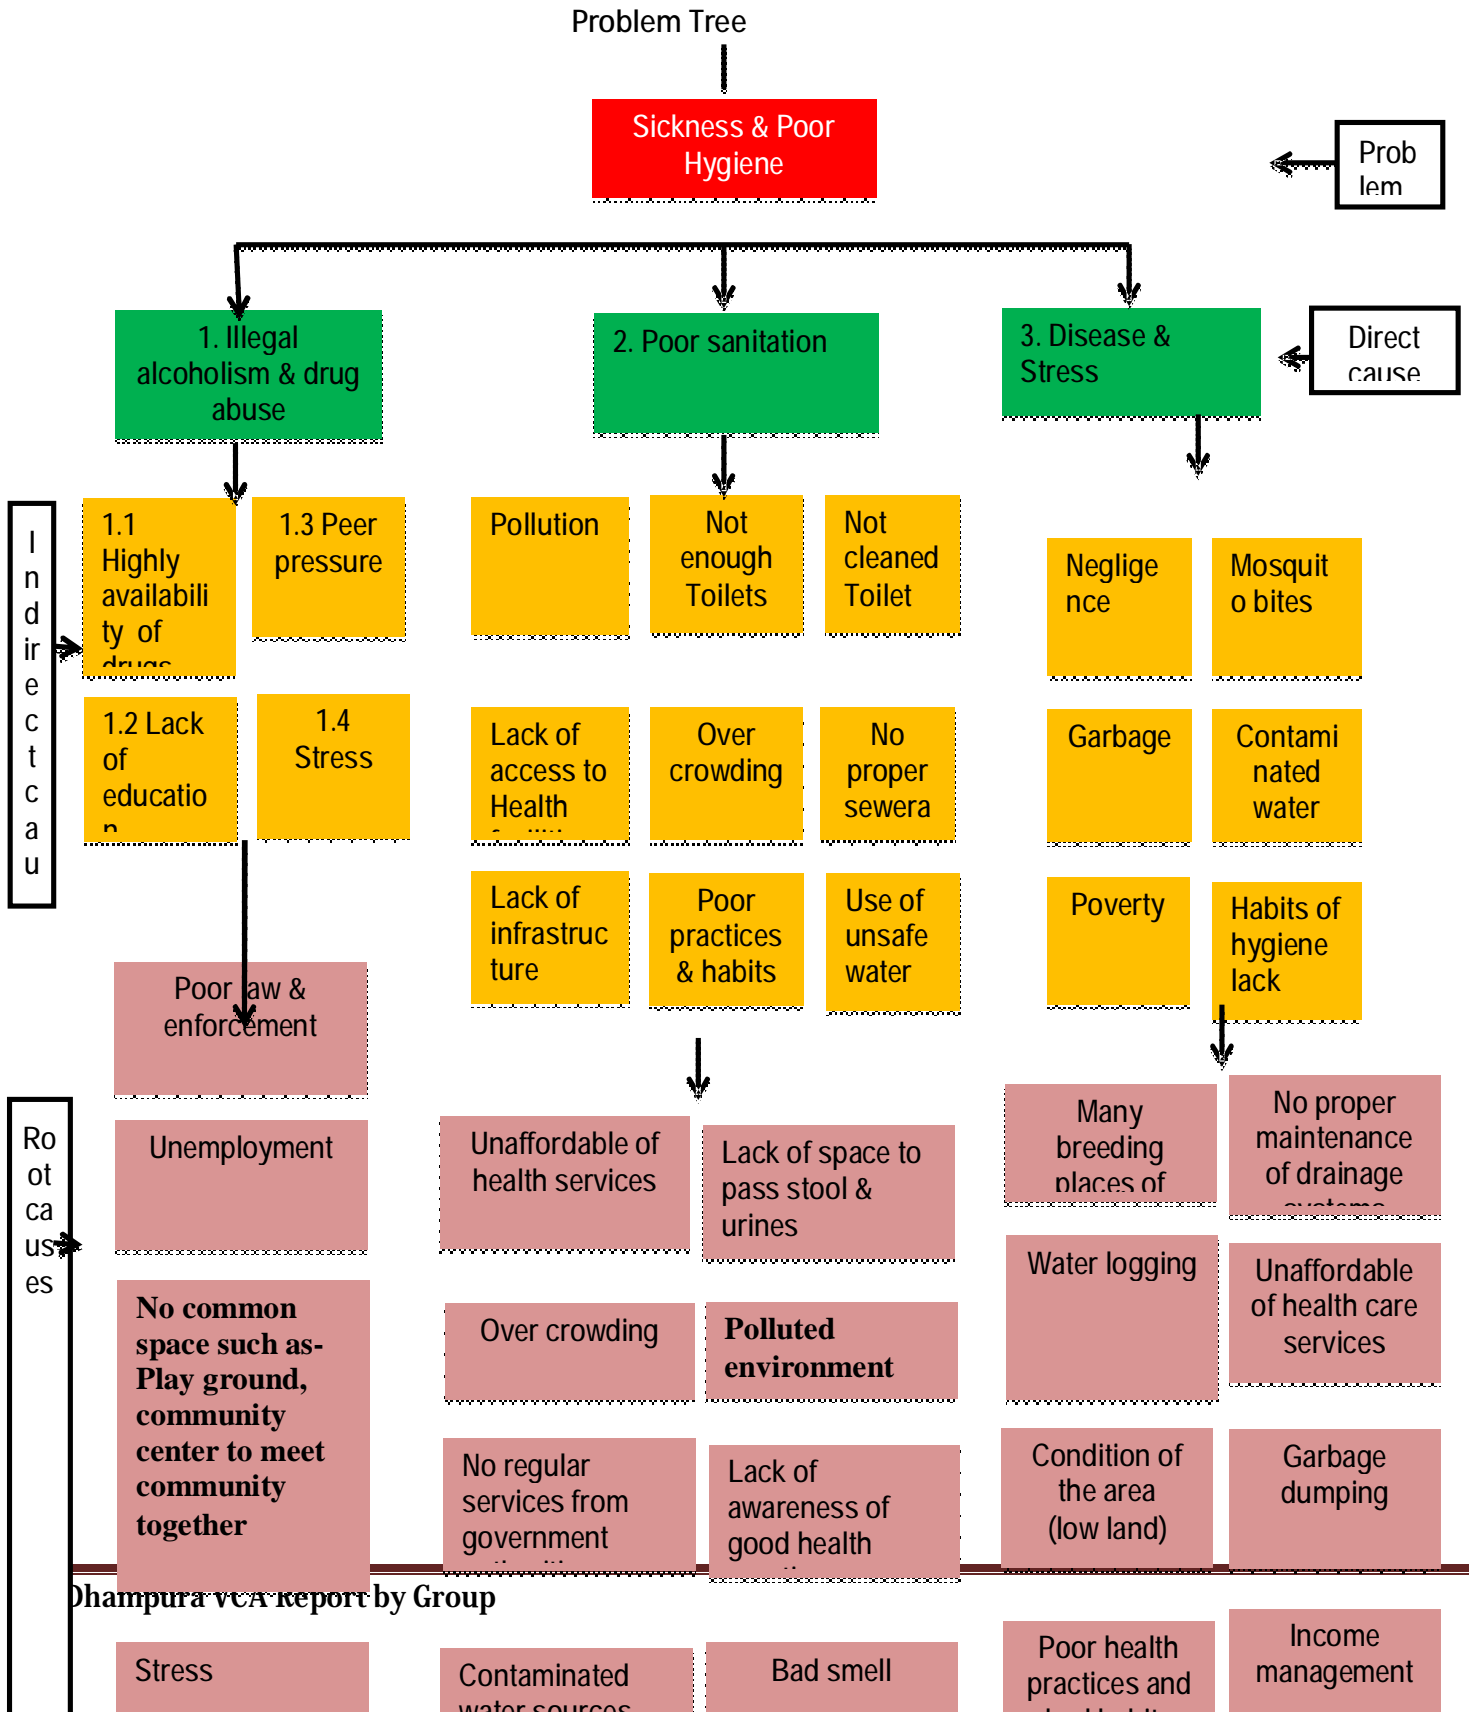 Problem Tree
Sickness & Poor
Hygiene
Prob
lem
1. Illegal
alcoholism & drug
abuse
2. Poor sanitation
3. Disease &
Stress
Direct
cause
I
n
d
ir
e
c
t
c
a
u
1.1
Highly
availabili
ty of
drugs
1.3 Peer
pressure
1.2 Lack
of
educatio
n
1.4
Stress
Pollution
Not
enough
Toilets
Not
cleaned
Toilet
Lack of
access to
Health
Over
crowding
No
proper
sewera
Lack of
infrastruc
ture
Poor
practices
& habits
Use of
unsafe
water
Neglige
nce
Mosquit
o bites
Garbage
Contami
nated
water
Poverty
Habits of
hygiene
lack
Ro
ot
ca
us
es
Poor law &
enforcement
Unemployment
No common
space such as-
Play ground,
community
center to meet
community
together
Stress
Unaffordable of
health services
Lack of space to
pass stool &
urines
Over crowding
Polluted
environment
No regular
services from
government
Lack of
awareness of
good health
Contaminated
water sources
Bad smell
Many
breeding
places of
No proper
maintenance
of drainage
systems
Water logging
Unaffordable
of health care
services
Condition of
the area
(low land)
Garbage
dumping
Poor health
practices and
Income
management
Dhampura VCA Report by Group